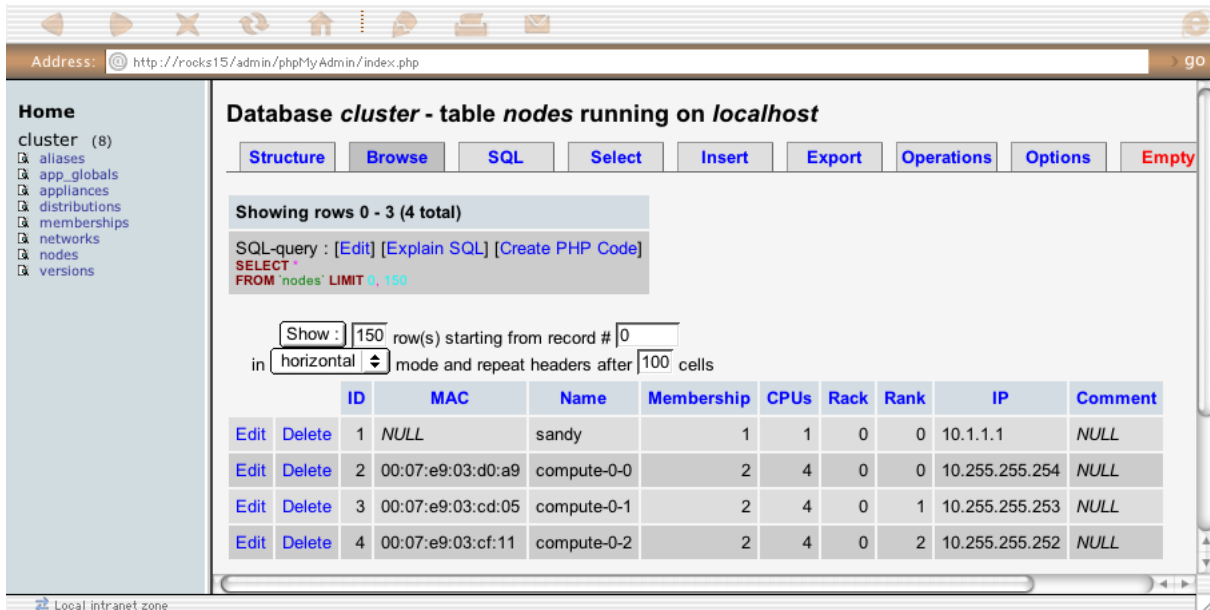 Address: @ http://rocks15/admin/phpMyAdmin/index.php go
Home
cluster (8)
aliases
app_globals
appliances
distributions
memberships
networks
nodes
versions
Database cluster - table nodes running on localhost
Structure Browse SQL Select Insert Export Operations Options Empty
Showing rows 0 - 3 (4 total)
SQL-query : [Edit] [Explain SQL] [Create PHP Code]
SELECT *
FROM `nodes` LIMIT 0, 150
Show : 150 row(s) starting from record # 0
in horizontal mode and repeat headers after 100 cells
ID MAC Name Membership CPUs Rack Rank IP Comment
Edit Delete 1 NULL sandy 1 1 0 0 10.1.1.1 NULL
Edit Delete 2 00:07:e9:03:d0:a9 compute-0-0 2 4 0 0 10.255.255.254 NULL
Edit Delete 3 00:07:e9:03:cd:05 compute-0-1 2 4 0 1 10.255.255.253 NULL
Edit Delete 4 00:07:e9:03:cf:11 compute-0-2 2 4 0 2 10.255.255.252 NULL
Local intranet zone